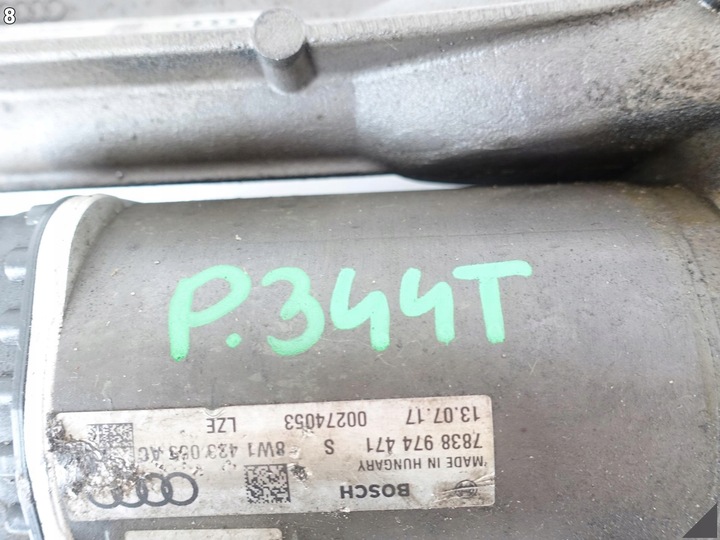 8
P.344T
BOSCH
MADE IN HUNGARY
7838 974 471 S 8W1 423 055 AC
13.07.17 00274053 LZE